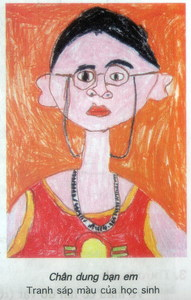 Chân dung bạn em
Tranh sáp màu của học sinh